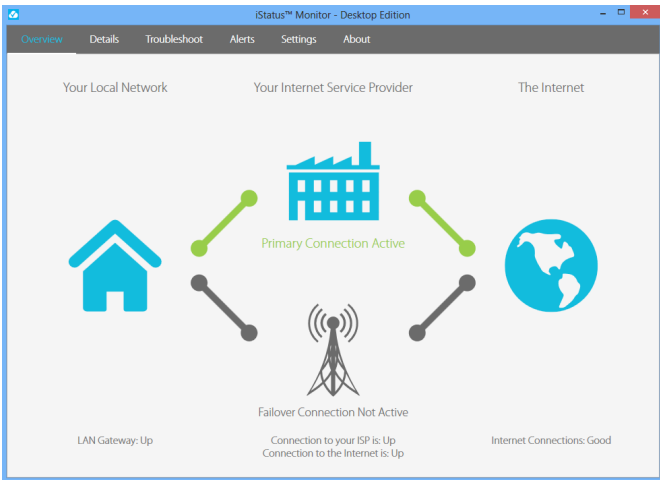 iStatus™ Monitor - Desktop Edition
Overview Details Troubleshoot Alerts Settings About
Your Local Network Your Internet Service Provider The Internet
Primary Connection Active
Failover Connection Not Active
LAN Gateway: Up Connection to your ISP is: Up Internet Connections: Good
Connection to the Internet is: Up